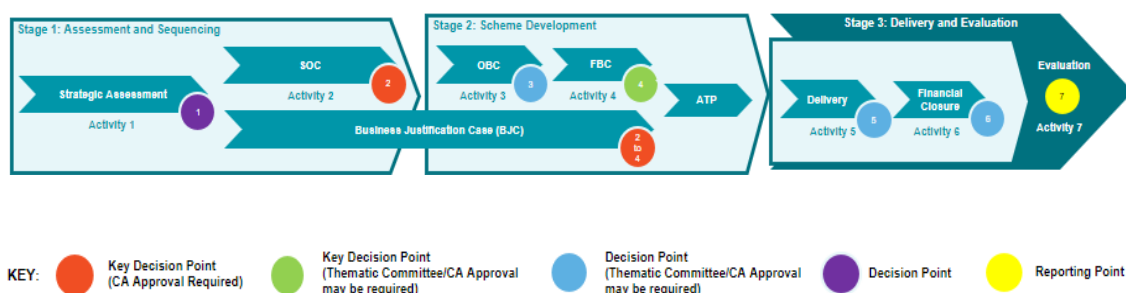 Stage 1: Assessment and Sequencing
Strategic Assessment
1
Activity 1
SOC
2
Activity 2
Business Justification Case (BJC)
2
to
4
Stage 2: Scheme Development
OBC
3
Activity 3
FBC
4
Activity 4
ATP
Stage 3: Delivery and Evaluation
Delivery
5
Activity 5
Financial
Closure
6
Activity 6
Evaluation
7
Activity 7
KEY:
Key Decision Point
(CA Approval Required)
Key Decision Point
(Thematic Committee/CA Approval
may be required)
Decision Point
(Thematic Committee/CA Approval
may be required)
Decision Point
Reporting Point